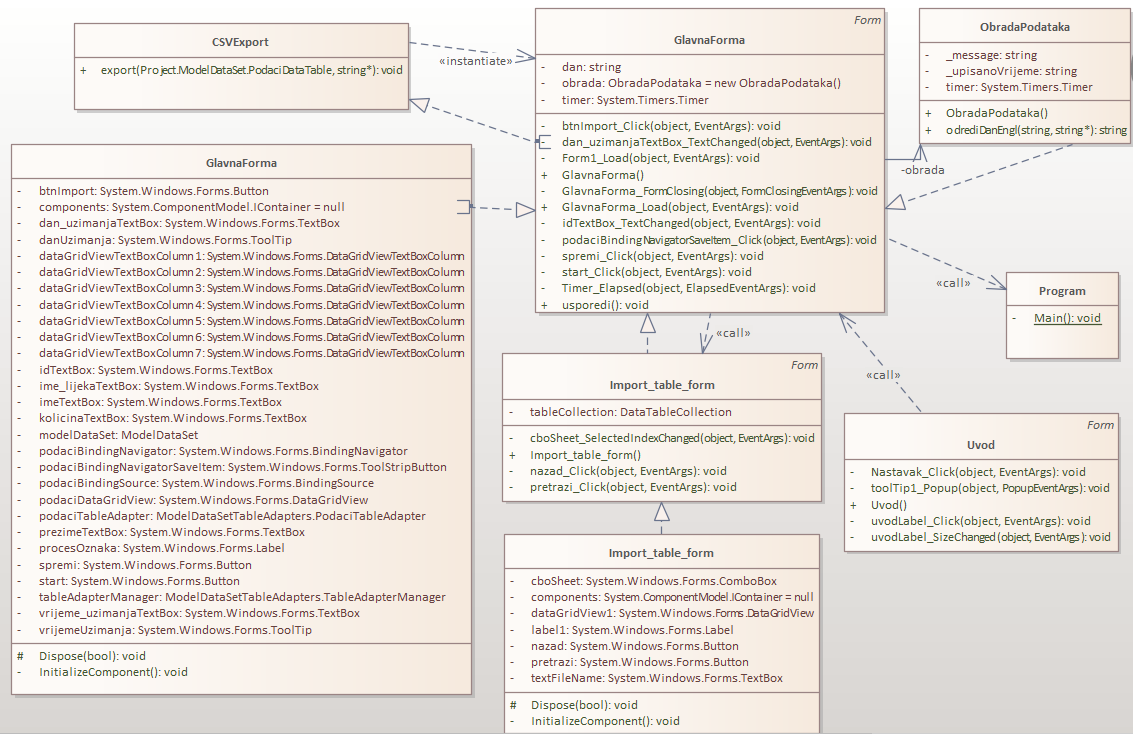 CSVExport
+ export(Project.ModelDataSet.PodaciDataTable, string*): void
«instantiate»
Form
GlavnaForma
- dan: string
- obrada: ObradaPodataka = new ObradaPodataka()
- timer: System.Timers.Timer
- btnImport_Click(object, EventArgs): void
- dan_uzimanjaTextBox_TextChanged(object, EventArgs): void
- Form1_Load(object, EventArgs): void
+ GlavnaForma()
- GlavnaForma_FormClosing(object, FormClosingEventArgs): void
+ GlavnaForma_Load(object, EventArgs): void
- idTextBox_TextChanged(object, EventArgs): void
- podaciBindingNavigatorSaveItem_Click(object, EventArgs): void
- spremi_Click(object, EventArgs): void
- start_Click(object, EventArgs): void
- Timer_Elapsed(object, ElapsedEventArgs): void
+ usporedi(): void
ObradaPodataka
- _message: string
- _upisanoVrijeme: string
- timer: System.Timers.Timer
+ ObradaPodataka()
+ odrediDanEngl(string, string*): string
-obrada
GlavnaForma
- btnImport: System.Windows.Forms.Button
- components: System.ComponentModel.IContainer = null
- dan_uzimanjaTextBox: System.Windows.Forms.TextBox
- danUzimanja: System.Windows.Forms.ToolTip
- dataGridViewTextBoxColumn1: System.Windows.Forms.DataGridViewTextBoxColumn
- dataGridViewTextBoxColumn2: System.Windows.Forms.DataGridViewTextBoxColumn
- dataGridViewTextBoxColumn3: System.Windows.Forms.DataGridViewTextBoxColumn
- dataGridViewTextBoxColumn4: System.Windows.Forms.DataGridViewTextBoxColumn
- dataGridViewTextBoxColumn5: System.Windows.Forms.DataGridViewTextBoxColumn
- dataGridViewTextBoxColumn6: System.Windows.Forms.DataGridViewTextBoxColumn
- dataGridViewTextBoxColumn7: System.Windows.Forms.DataGridViewTextBoxColumn
- idTextBox: System.Windows.Forms.TextBox
- ime_lijekaTextBox: System.Windows.Forms.TextBox
- imeTextBox: System.Windows.Forms.TextBox
- kolicinaTextBox: System.Windows.Forms.TextBox
- modelDataSet: ModelDataSet
- podaciBindingNavigator: System.Windows.Forms.BindingNavigator
- podaciBindingNavigatorSaveItem: System.Windows.Forms.ToolStripButton
- podaciBindingSource: System.Windows.Forms.BindingSource
- podaciDataGridView: System.Windows.Forms.DataGridView
- podaciTableAdapter: ModelDataSetTableAdapters.PodaciTableAdapter
- prezimeTextBox: System.Windows.Forms.TextBox
- procesOznaka: System.Windows.Forms.Label
- spremi: System.Windows.Forms.Button
- start: System.Windows.Forms.Button
- tableAdapterManager: ModelDataSetTableAdapters.TableAdapterManager
- vrijeme_uzimanjaTextBox: System.Windows.Forms.TextBox
- vrijemeUzimanja: System.Windows.Forms.ToolTip
# Dispose(bool): void
- InitializeComponent(): void
«call»
Program
- Main(): void
«call»
Form
Import_table_form
- tableCollection: DataTableCollection
- cboSheet_SelectedIndexChanged(object, EventArgs): void
+ Import_table_form()
- nazad_Click(object, EventArgs): void
- pretrazi_Click(object, EventArgs): void
«call»
Form
Uvod
- Nastavak_Click(object, EventArgs): void
- toolTip1_Popup(object, PopupEventArgs): void
+ Uvod()
- uvodLabel_Click(object, EventArgs): void
- uvodLabel_SizeChanged(object, EventArgs): void
Import_table_form
- cboSheet: System.Windows.Forms.ComboBox
- components: System.ComponentModel.IContainer = null
- dataGridView1: System.Windows.Forms.DataGridView
- label1: System.Windows.Forms.Label
- nazad: System.Windows.Forms.Button
- pretrazi: System.Windows.Forms.Button
- textFileName: System.Windows.Forms.TextBox
# Dispose(bool): void
- InitializeComponent(): void